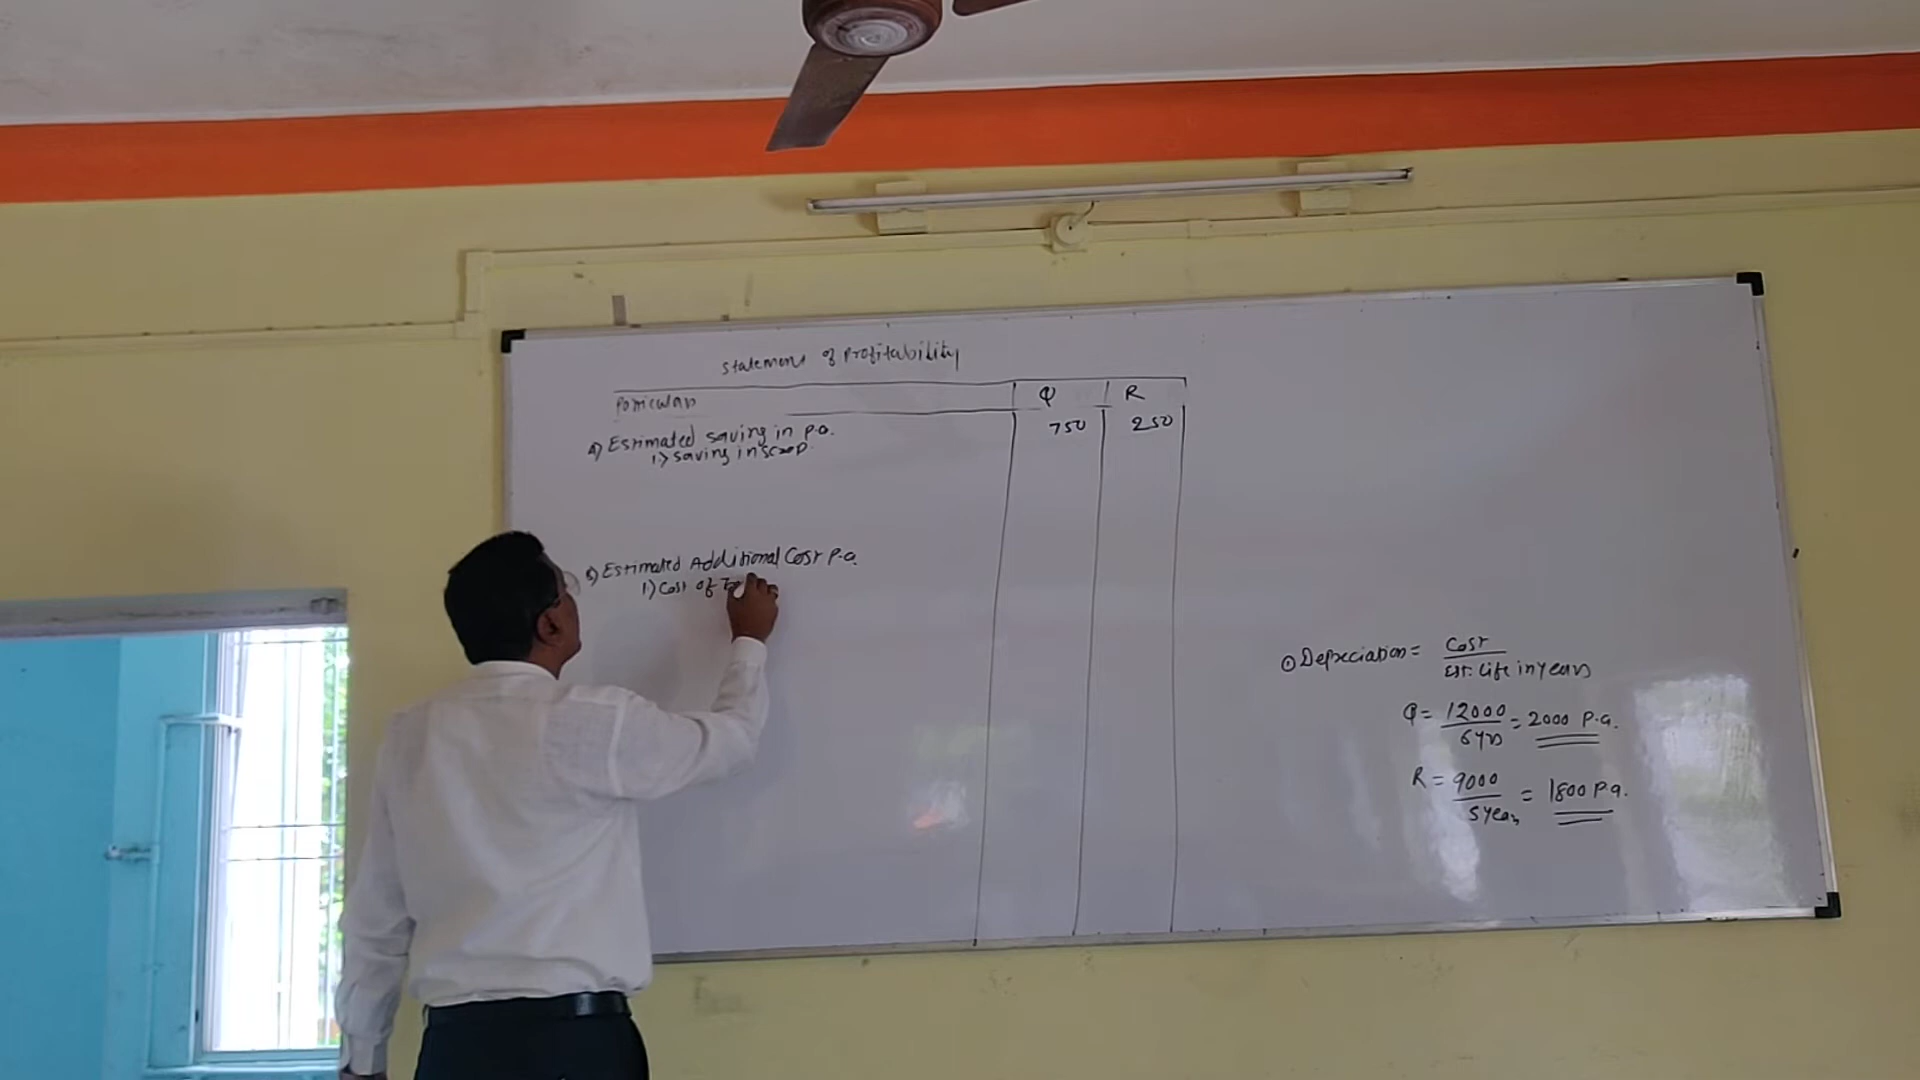 Statement of Profitability
Particulars Q R
A) Estimated saving in P.a. 750 250
1.) Saving in Scrap.
B) Estimated Additional Cost P.a.
1) Cost of
① Depreciation = Cost / Est. Life in Years
Q = 12000 / 6 yrs = 2000 P.a.
R = 9000 / 5 years = 1800 P.a.